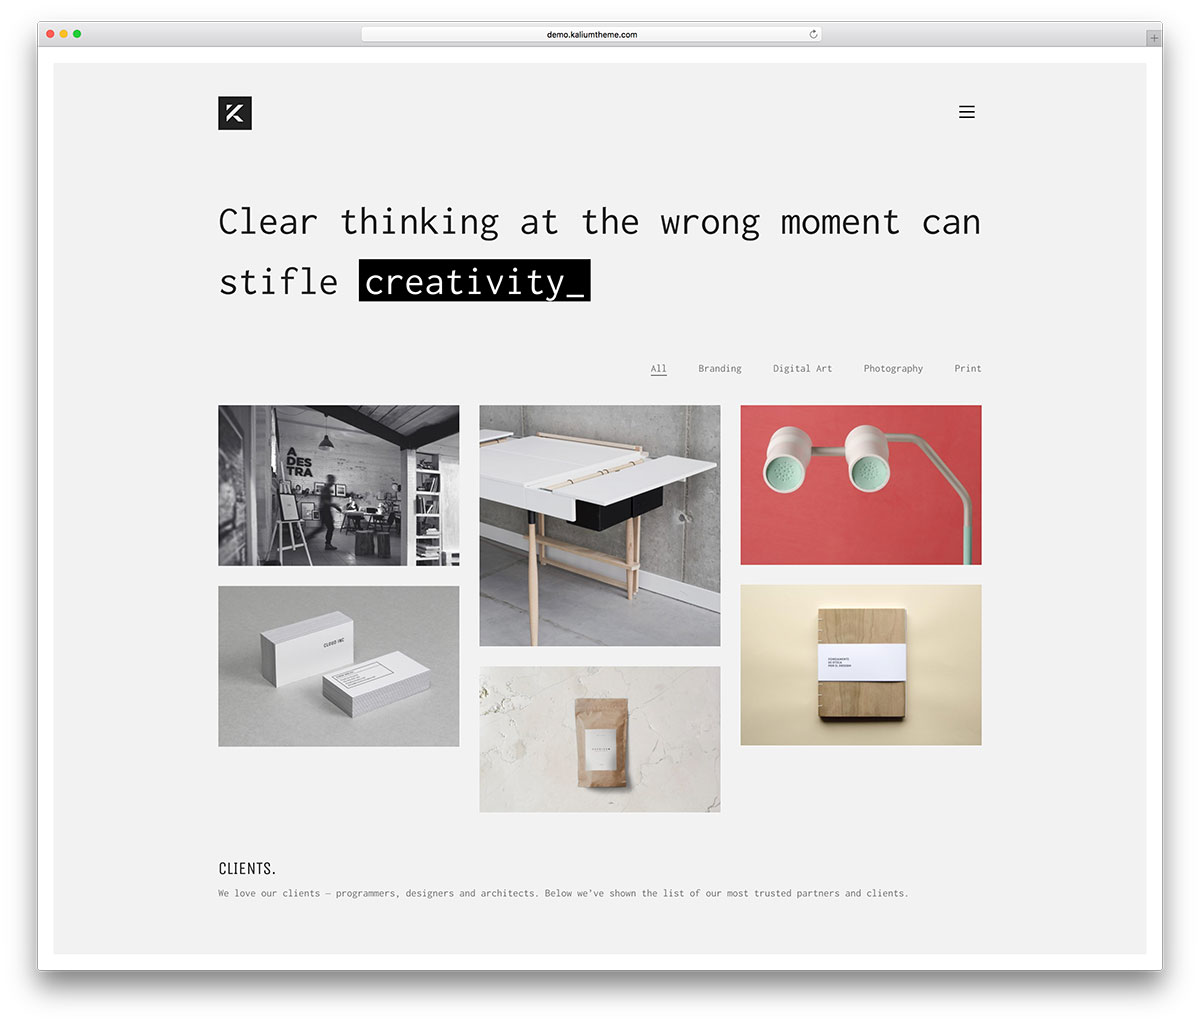 demo.kaliumtheme.com
Clear thinking at the wrong moment can
stifle creativity_
All Branding Digital Art Photography Print
A
DES
TRA
CLOUD INC
CLIENTS.
We love our clients – programmers, designers and architects. Below we've shown the list of our most trusted partners and clients.